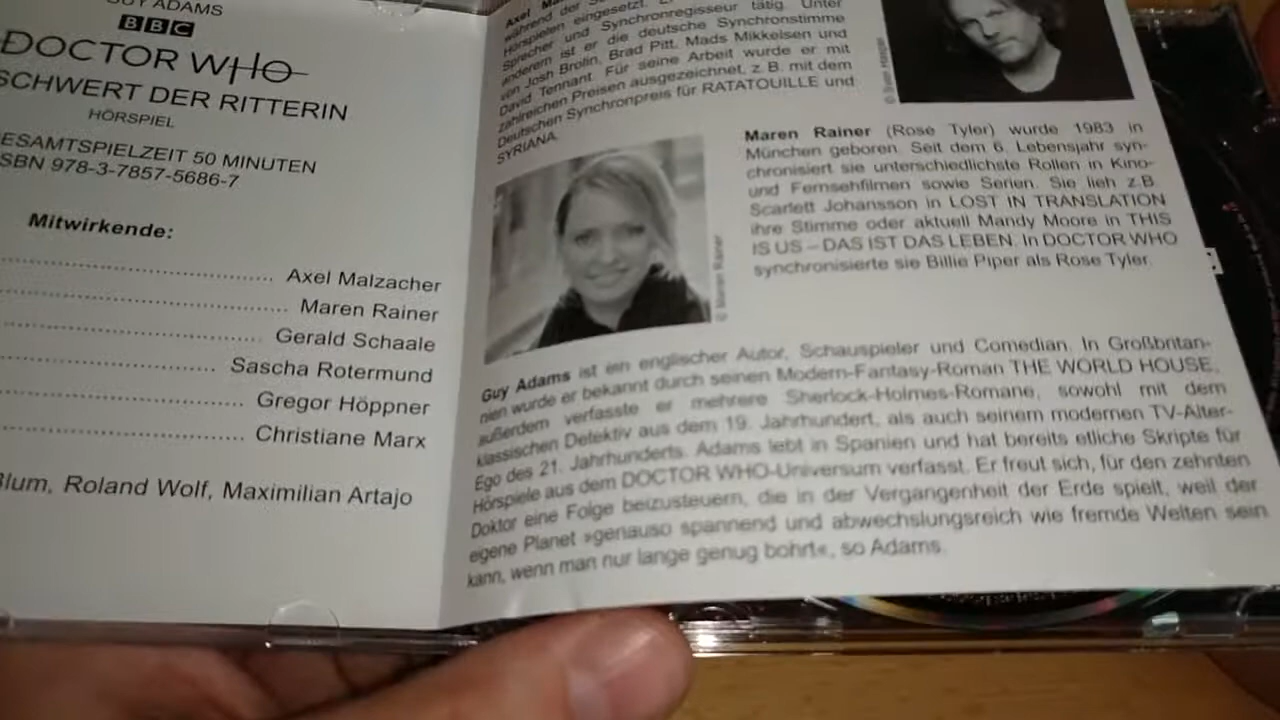 GUY ADAMS
BBC
DOCTOR WHO
SCHWERT DER RITTERIN
HÖRSPIEL
ESAMTSPIELZEIT 50 MINUTEN
SBN 978-3-7857-5686-7
Mitwirkende:
Axel Malzacher
Maren Rainer
Gerald Schaale
Sascha Rotermund
Gregor Höppner
Christiane Marx
Blum, Roland Wolf, Maximilian Artajo
Axel Ma
während der
Hörspielen eingesetzt.
Sprecher und Synchronregisseur tätig. Unter
anderem ist er die deutsche Synchronstimme
von Josh Brolin, Brad Pitt, Mads Mikkelsen und
David Tennant. Für seine Arbeit wurde er mit
zahlreichen Preisen ausgezeichnet, z.B. mit dem
Deutschen Synchronpreis für RATATOUILLE und
SYRIANA.
Maren Rainer (Rose Tyler) wurde 1983 in
München geboren. Seit dem 6. Lebensjahr syn-
chronisiert sie unterschiedlichste Rollen in Kino-
und Fernsehfilmen sowie Serien. Sie lieh z.B.
Scarlett Johansson in LOST IN TRANSLATION
ihre Stimme oder aktuell Mandy Moore in THIS
IS US – DAS IST DAS LEBEN. In DOCTOR WHO
synchronisierte sie Billie Piper als Rose Tyler.
© Maren Rainer
Guy Adams ist ein englischer Autor, Schauspieler und Comedian. In Großbritan-
nien wurde er bekannt durch seinen Modern-Fantasy-Roman THE WORLD HOUSE,
außerdem verfasste er mehrere Sherlock-Holmes-Romane, sowohl mit dem
klassischen Detektiv aus dem 19. Jahrhundert, als auch seinem modernen TV-Alter-
Ego des 21. Jahrhunderts. Adams lebt in Spanien und hat bereits etliche Skripte für
Hörspiele aus dem DOCTOR WHO-Universum verfasst. Er freut sich, für den zehnten
Doktor eine Folge beizusteuern, die in der Vergangenheit der Erde spielt, weil der
eigene Planet »genauso spannend und abwechslungsreich wie fremde Welten sein
kann, wenn man nur lange genug bohrt«, so Adams.